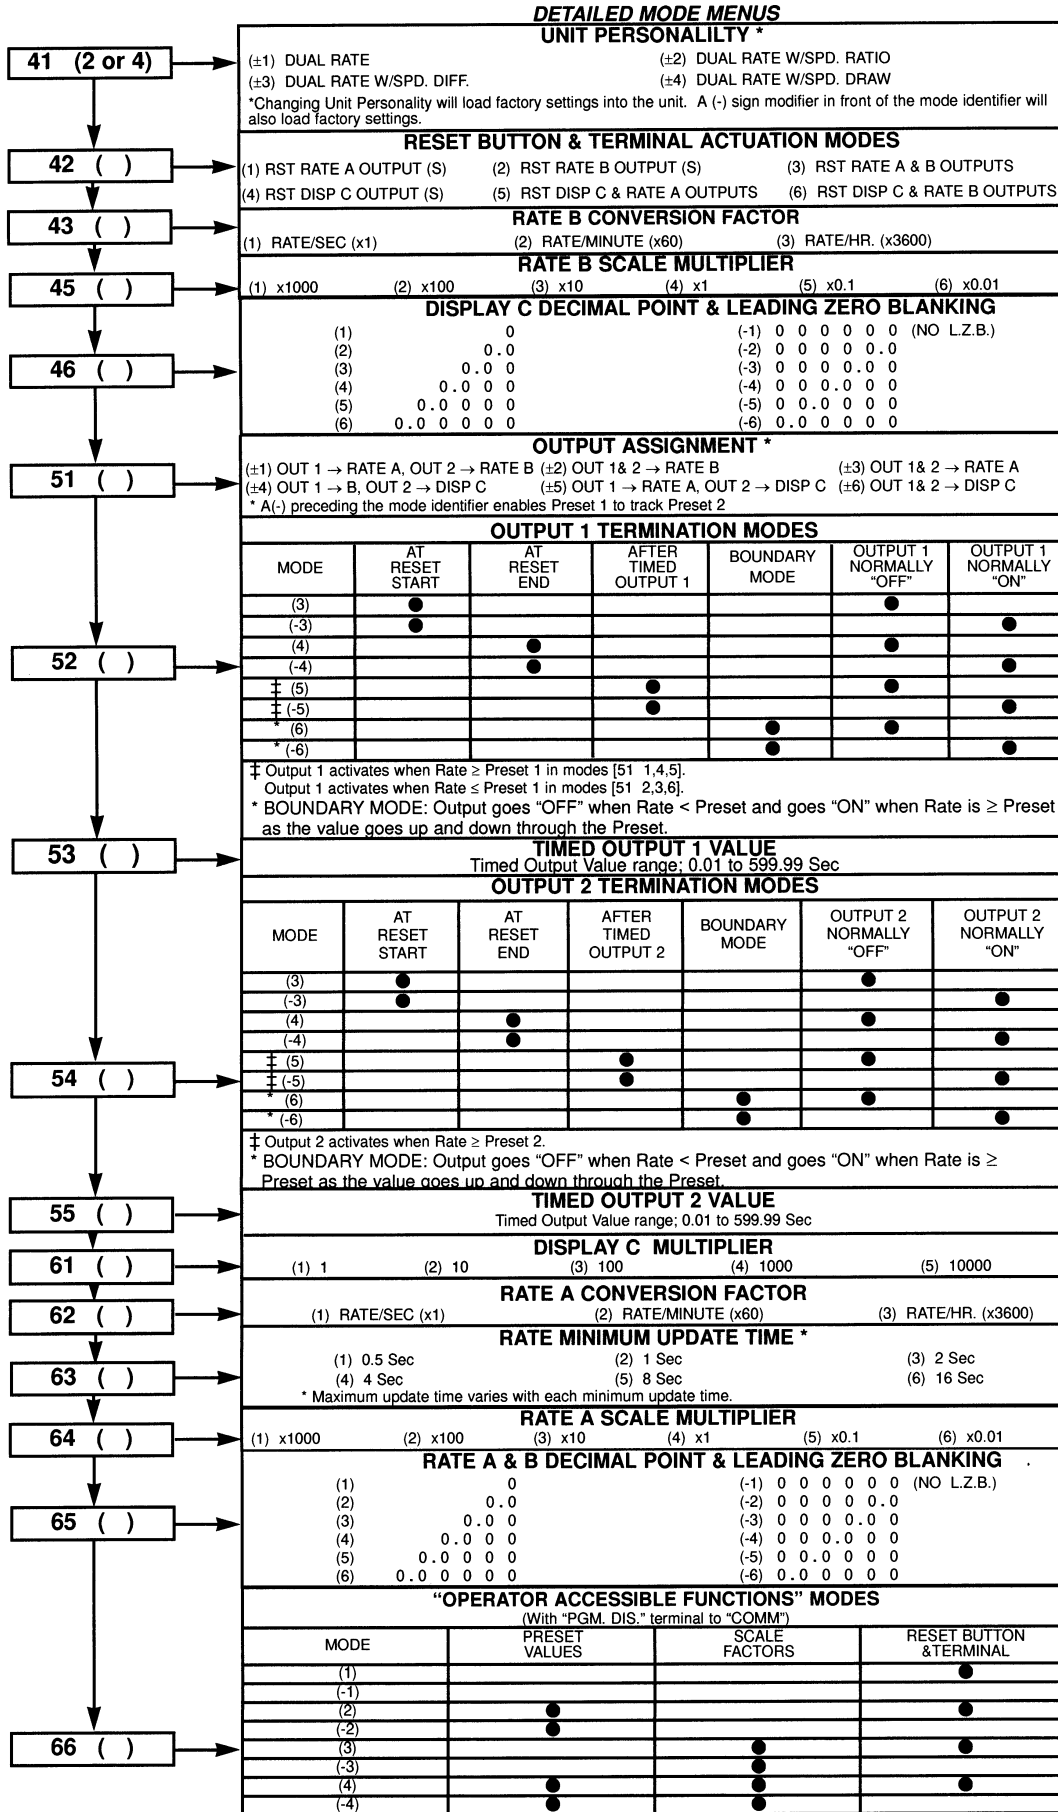 DETAILED MODE MENUS
UNIT PERSONALILTY *
41 (2 or 4)
(±1) DUAL RATE (±2) DUAL RATE W/SPD. RATIO
(±3) DUAL RATE W/SPD. DIFF. (±4) DUAL RATE W/SPD. DRAW
*Changing Unit Personality will load factory settings into the unit. A (-) sign modifier in front of the mode identifier will
also load factory settings.
RESET BUTTON & TERMINAL ACTUATION MODES
42 ( )
(1) RST RATE A OUTPUT (S) (2) RST RATE B OUTPUT (S) (3) RST RATE A & B OUTPUTS
(4) RST DISP C OUTPUT (S) (5) RST DISP C & RATE A OUTPUTS (6) RST DISP C & RATE B OUTPUTS
43 ( )
RATE B CONVERSION FACTOR
(1) RATE/SEC (x1) (2) RATE/MINUTE (x60) (3) RATE/HR. (x3600)
45 ( )
RATE B SCALE MULTIPLIER
(1) x1000 (2) x100 (3) x10 (4) x1 (5) x0.1 (6) x0.01
DISPLAY C DECIMAL POINT & LEADING ZERO BLANKING
46 ( )
(1) 0 (-1) 0 0 0 0 0 0 (NO L.Z.B.)
(2) 0.0 (-2) 0 0 0 0 0.0
(3) 0.0 0 (-3) 0 0 0 0.0 0
(4) 0.0 0 0 (-4) 0 0 0.0 0 0
(5) 0.0 0 0 0 (-5) 0 0.0 0 0 0
(6) 0.0 0 0 0 0 (-6) 0.0 0 0 0 0
OUTPUT ASSIGNMENT *
51 ( )
(±1) OUT 1 → RATE A, OUT 2 → RATE B (±2) OUT 1& 2 → RATE B (±3) OUT 1& 2 → RATE A
(±4) OUT 1 → B, OUT 2 → DISP C (±5) OUT 1 → RATE A, OUT 2 → DISP C (±6) OUT 1& 2 → DISP C
* A(-) preceding the mode identifier enables Preset 1 to track Preset 2
OUTPUT 1 TERMINATION MODES
MODE AT RESET START AT RESET END AFTER TIMED OUTPUT 1 BOUNDARY MODE OUTPUT 1 NORMALLY “OFF” OUTPUT 1 NORMALLY “ON”
(3) ● ●
(-3) ● ●
(4) ● ●
52 ( )
(-4) ● ●
‡ (5) ● ●
‡ (-5) ● ●
* (6) ● ●
* (-6) ● ●
‡ Output 1 activates when Rate ≥ Preset 1 in modes [51 1,4,5].
Output 1 activates when Rate ≤ Preset 1 in modes [51 2,3,6].
* BOUNDARY MODE: Output goes “OFF” when Rate < Preset and goes “ON” when Rate is ≥ Preset
as the value goes up and down through the Preset.
53 ( )
TIMED OUTPUT 1 VALUE
Timed Output Value range; 0.01 to 599.99 Sec
OUTPUT 2 TERMINATION MODES
MODE AT RESET START AT RESET END AFTER TIMED OUTPUT 2 BOUNDARY MODE OUTPUT 2 NORMALLY “OFF” OUTPUT 2 NORMALLY “ON”
(3) ● ●
(-3) ● ●
(4) ● ●
(-4) ● ●
‡ (5) ● ●
54 ( )
‡ (-5) ● ●
* (6) ● ●
* (-6) ● ●
‡ Output 2 activates when Rate ≥ Preset 2.
* BOUNDARY MODE: Output goes “OFF” when Rate < Preset and goes “ON” when Rate is ≥
Preset as the value goes up and down through the Preset.
55 ( )
TIMED OUTPUT 2 VALUE
Timed Output Value range; 0.01 to 599.99 Sec
61 ( )
DISPLAY C MULTIPLIER
(1) 1 (2) 10 (3) 100 (4) 1000 (5) 10000
62 ( )
RATE A CONVERSION FACTOR
(1) RATE/SEC (x1) (2) RATE/MINUTE (x60) (3) RATE/HR. (x3600)
RATE MINIMUM UPDATE TIME *
63 ( )
(1) 0.5 Sec (2) 1 Sec (3) 2 Sec
(4) 4 Sec (5) 8 Sec (6) 16 Sec
* Maximum update time varies with each minimum update time.
64 ( )
RATE A SCALE MULTIPLIER
(1) x1000 (2) x100 (3) x10 (4) x1 (5) x0.1 (6) x0.01
RATE A & B DECIMAL POINT & LEADING ZERO BLANKING
65 ( )
(1) 0 (-1) 0 0 0 0 0 0 (NO L.Z.B.)
(2) 0.0 (-2) 0 0 0 0 0.0
(3) 0.0 0 (-3) 0 0 0 0.0 0
(4) 0.0 0 0 (-4) 0 0 0.0 0 0
(5) 0.0 0 0 0 (-5) 0 0.0 0 0 0
(6) 0.0 0 0 0 0 (-6) 0.0 0 0 0 0
“OPERATOR ACCESSIBLE FUNCTIONS” MODES
(With “PGM. DIS.” terminal to “COMM”)
MODE PRESET VALUES SCALE FACTORS RESET BUTTON &TERMINAL
(1) ●
(-1)
(2) ● ●
(-2) ●
66 ( )
(3) ● ●
(-3) ●
(4) ● ● ●
(-4) ● ●